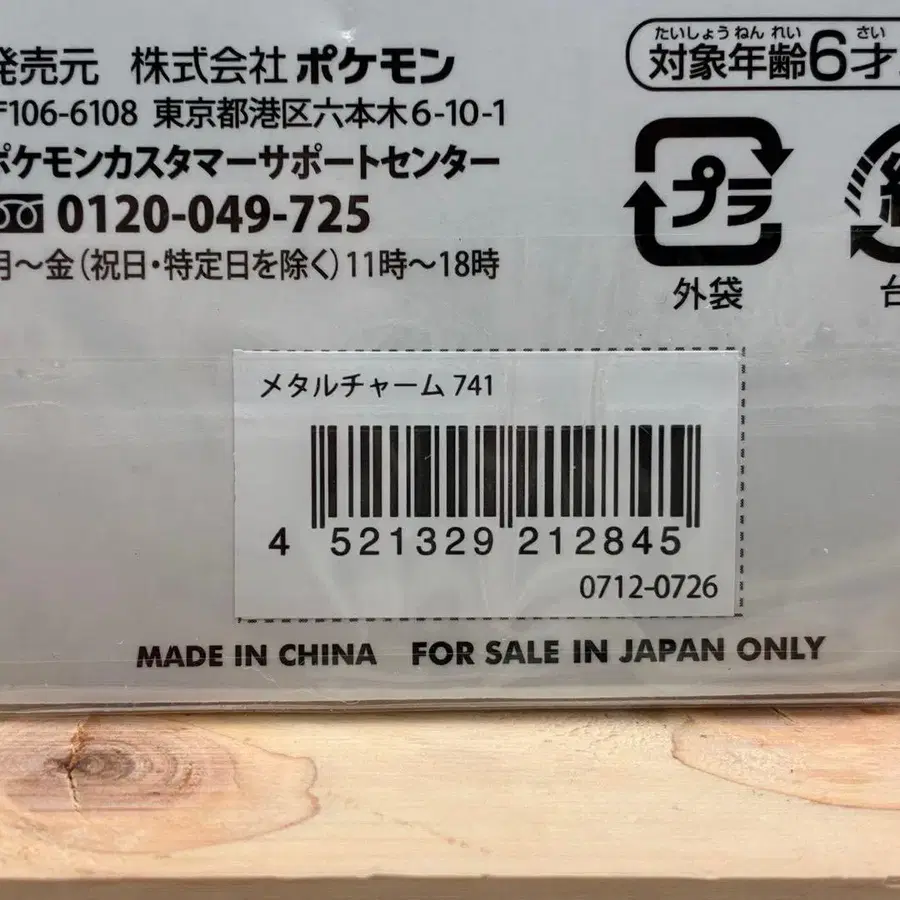 発売元 株式会社ポケモン
〒106-6108 東京都港区六本木6-10-1
ポケモンカスタマーサポートセンター
0120-049-725
月～金（祝日・特定日を除く）11時～18時
たいしょうねんれい さい
対象年齢6才
プラ
外袋
台
メタルチャーム 741
4 521329 212845
0712-0726
MADE IN CHINA FOR SALE IN JAPAN ONLY